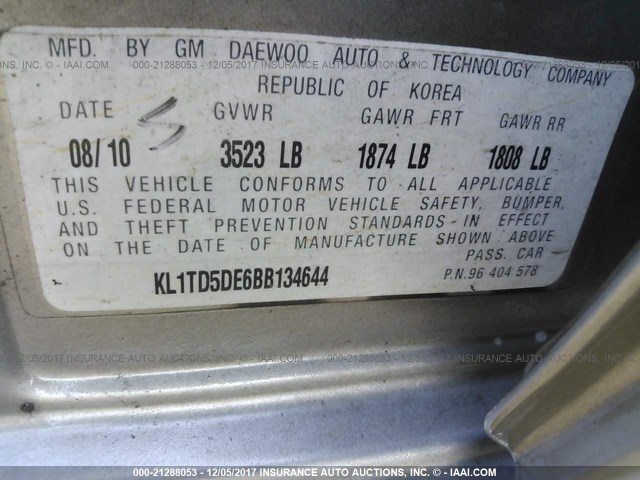 MFD. BY GM DAEWOO AUTO & TECHNOLOGY COMPANY
REPUBLIC OF KOREA
DATE GVWR GAWR FRT GAWR RR
08/10 3523 LB 1874 LB 1808 LB
THIS VEHICLE CONFORMS TO ALL APPLICABLE
U.S. FEDERAL MOTOR VEHICLE SAFETY, BUMPER,
AND THEFT PREVENTION STANDARDS IN EFFECT
ON THE DATE OF MANUFACTURE SHOWN ABOVE
PASS. CAR
KL1TD5DE6BB134644 P.N.96 404 578
000-21288053 - 12/05/2017 INSURANCE AUTO AUCTIONS, INC. - © IAAI.COM